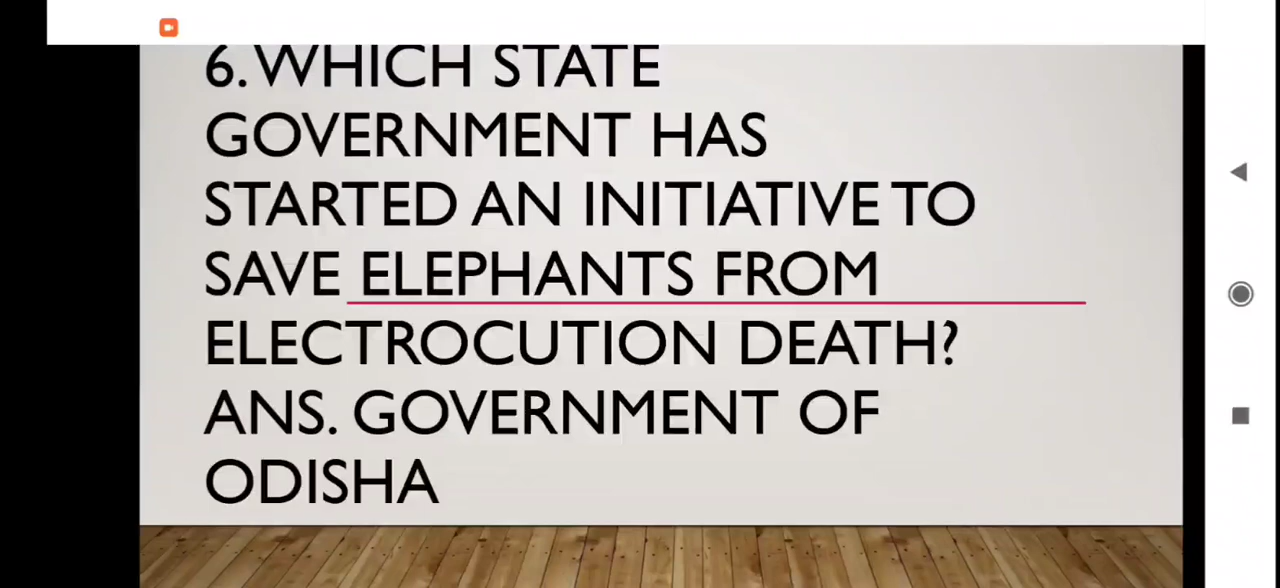 6. WHICH STATE
GOVERNMENT HAS
STARTED AN INITIATIVE TO
SAVE ELEPHANTS FROM
ELECTROCUTION DEATH?
ANS. GOVERNMENT OF
ODISHA